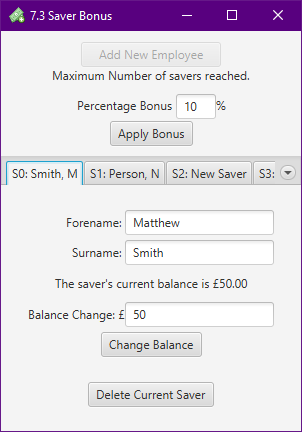 7.3 Saver Bonus
Add New Employee
Maximum Number of savers reached.
Percentage Bonus 10 %
Apply Bonus
S0: Smith, M S1: Person, N S2: New Saver S3:
Forename: Matthew
Surname: Smith
The saver's current balance is £50.00
Balance Change: £ 50
Change Balance
Delete Current Saver